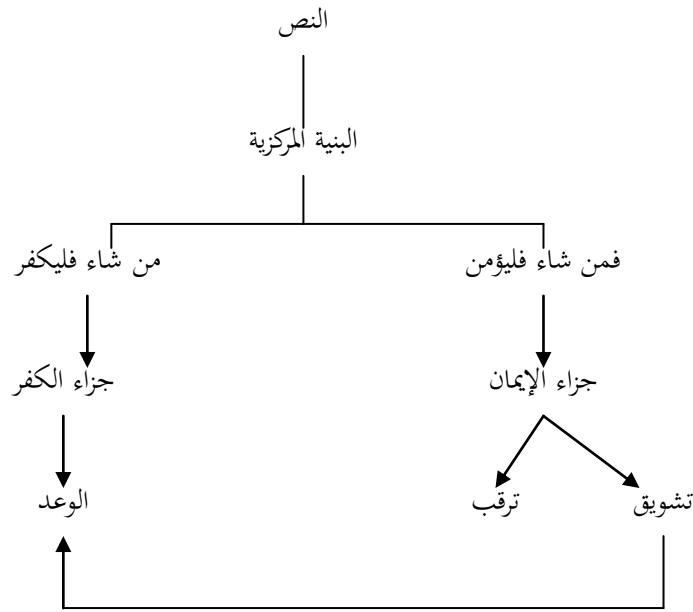 النص
البنية المركزية
فمن شاء فليؤمن
من شاء فليكفر
جزاء الإيمان
جزاء الكفر
تشويق
ترقب
الوعد